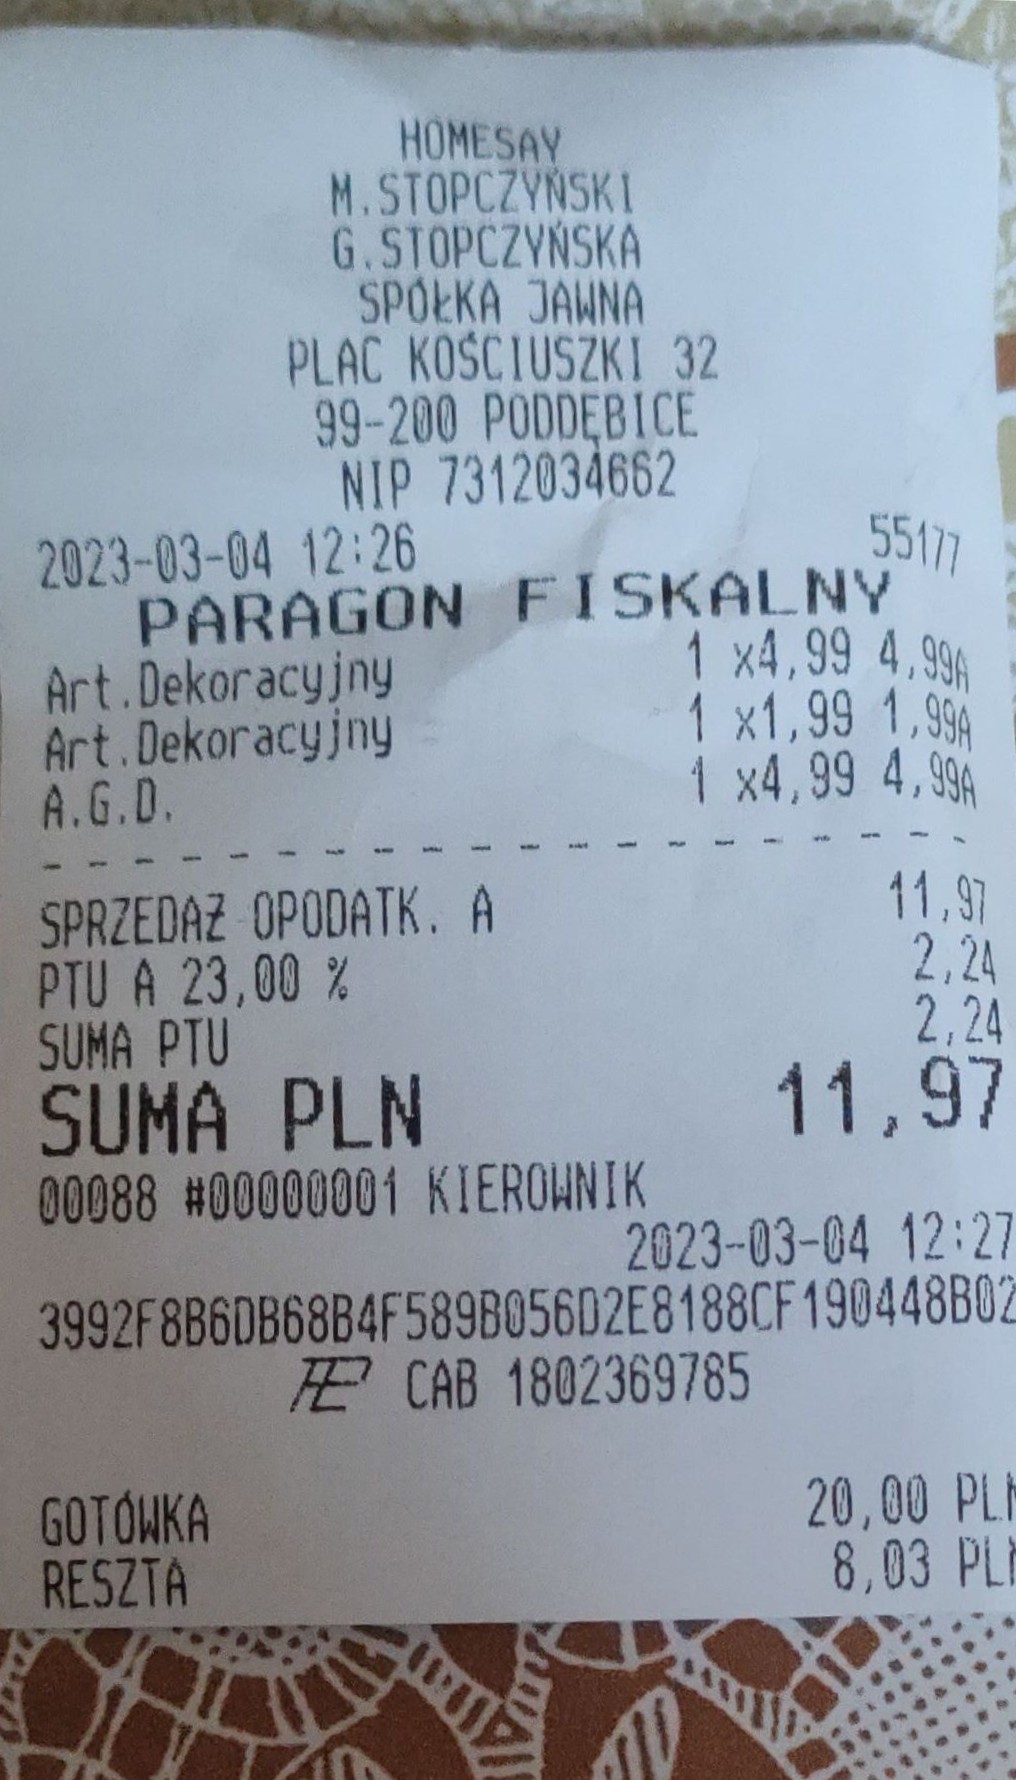 HOMESAY
M.STOPCZYŃSKI
G.STOPCZYŃSKA
SPÓŁKA JAWNA
PLAC KOŚCIUSZKI 32
99-200 PODDĘBICE
NIP 7312034662
2023-03-04 12:26 55177
PARAGON FISKALNY
Art.Dekoracyjny 1 x4,99 4,99A
Art.Dekoracyjny 1 x1,99 1,99A
A.G.D. 1 x4,99 4,99A
SPRZEDAŻ OPODATK. A 11,97
PTU A 23,00 % 2,24
SUMA PTU 2,24
SUMA PLN 11,97
00088 #00000001 KIEROWNIK
2023-03-04 12:27
3992F8B6DB68B4F589B056D2E8188CF190448B02
CAB 1802369785
GOTÓWKA 20,00 PLN
RESZTA 8,03 PLN